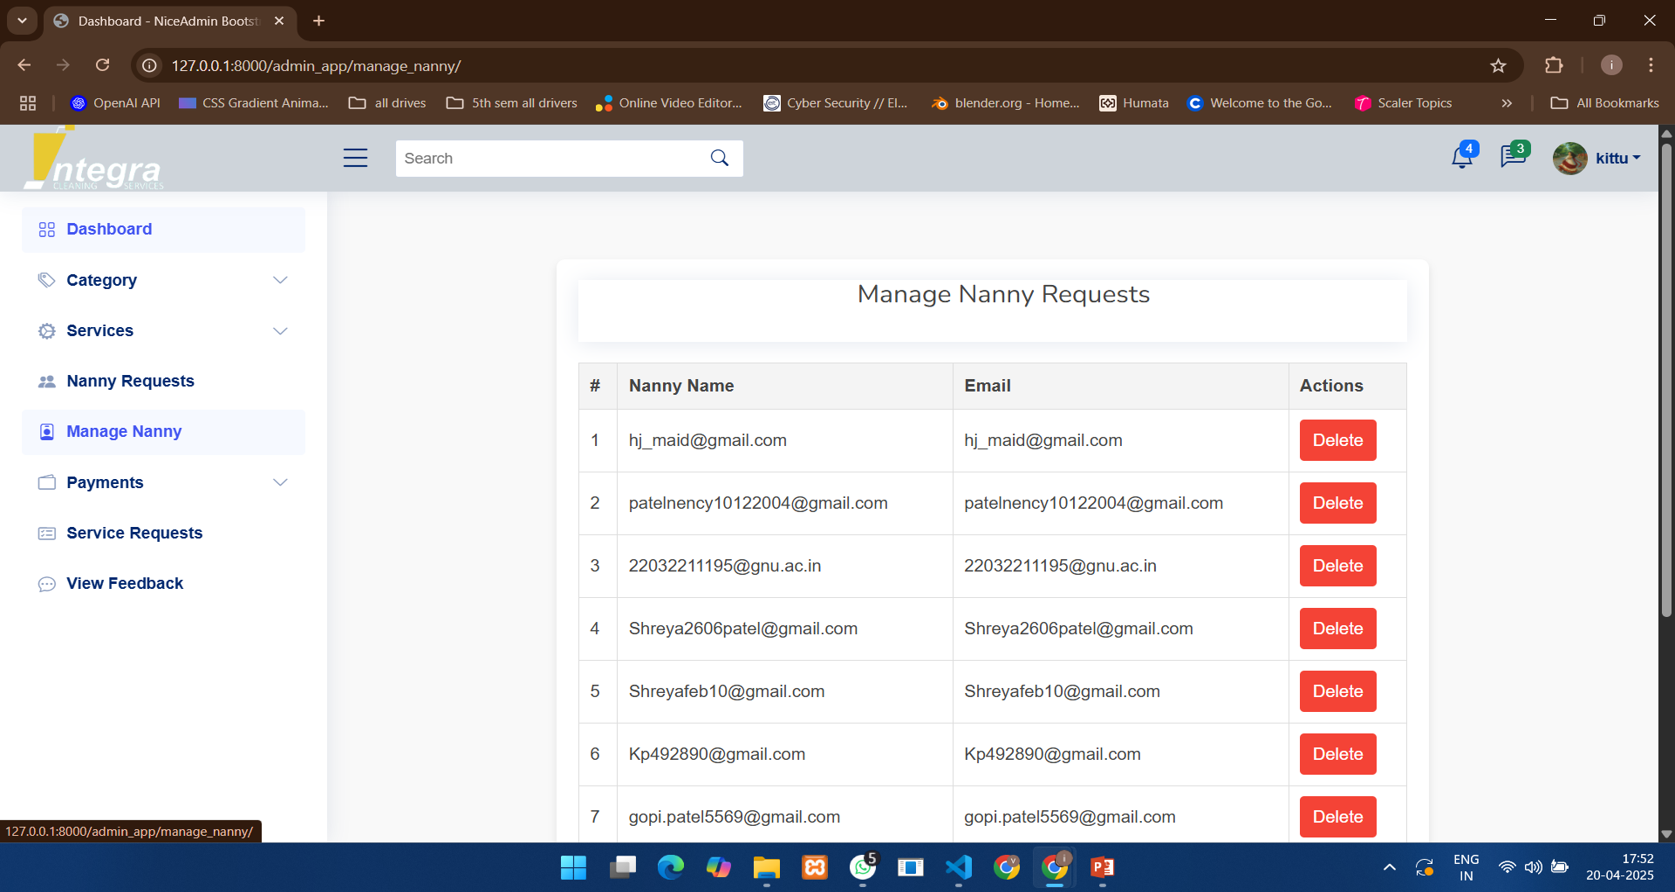 Dashboard - NiceAdmin Bootst
127.0.0.1:8000/admin_app/manage_nanny/
OpenAI API
CSS Gradient Anima...
all drives
5th sem all drivers
Online Video Editor...
Cyber Security // El...
blender.org - Home...
Humata
Welcome to the Go...
Scaler Topics
All Bookmarks
ntegra
CLEANING SERVICES
Search
4
3
kittu
Dashboard
Category
Services
Nanny Requests
Manage Nanny
Payments
Service Requests
View Feedback
Manage Nanny Requests
# Nanny Name Email Actions
1 hj_maid@gmail.com hj_maid@gmail.com Delete
2 patelnency10122004@gmail.com patelnency10122004@gmail.com Delete
3 22032211195@gnu.ac.in 22032211195@gnu.ac.in Delete
4 Shreya2606patel@gmail.com Shreya2606patel@gmail.com Delete
5 Shreyafeb10@gmail.com Shreyafeb10@gmail.com Delete
6 Kp492890@gmail.com Kp492890@gmail.com Delete
7 gopi.patel5569@gmail.com gopi.patel5569@gmail.com Delete
127.0.0.1:8000/admin_app/manage_nanny/
5
ENG
IN
17:52
20-04-2025